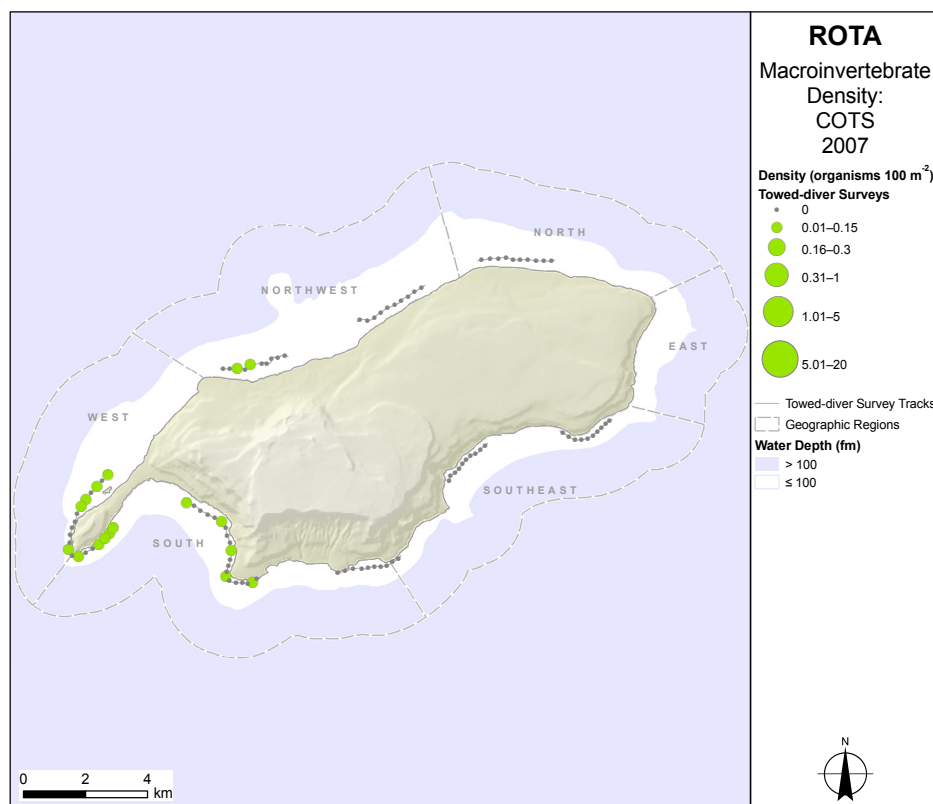 ROTA
Macroinvertebrate
Density:
COTS
2007
Density (organisms 100 m-2)
Towed-diver Surveys
0
0.01–0.15
0.16–0.3
0.31–1
1.01–5
5.01–20
Towed-diver Survey Tracks
Geographic Regions
Water Depth (fm)
> 100
≤ 100
N
NORTH
NORTHWEST
EAST
WEST
SOUTHEAST
SOUTH
0 2 4
km